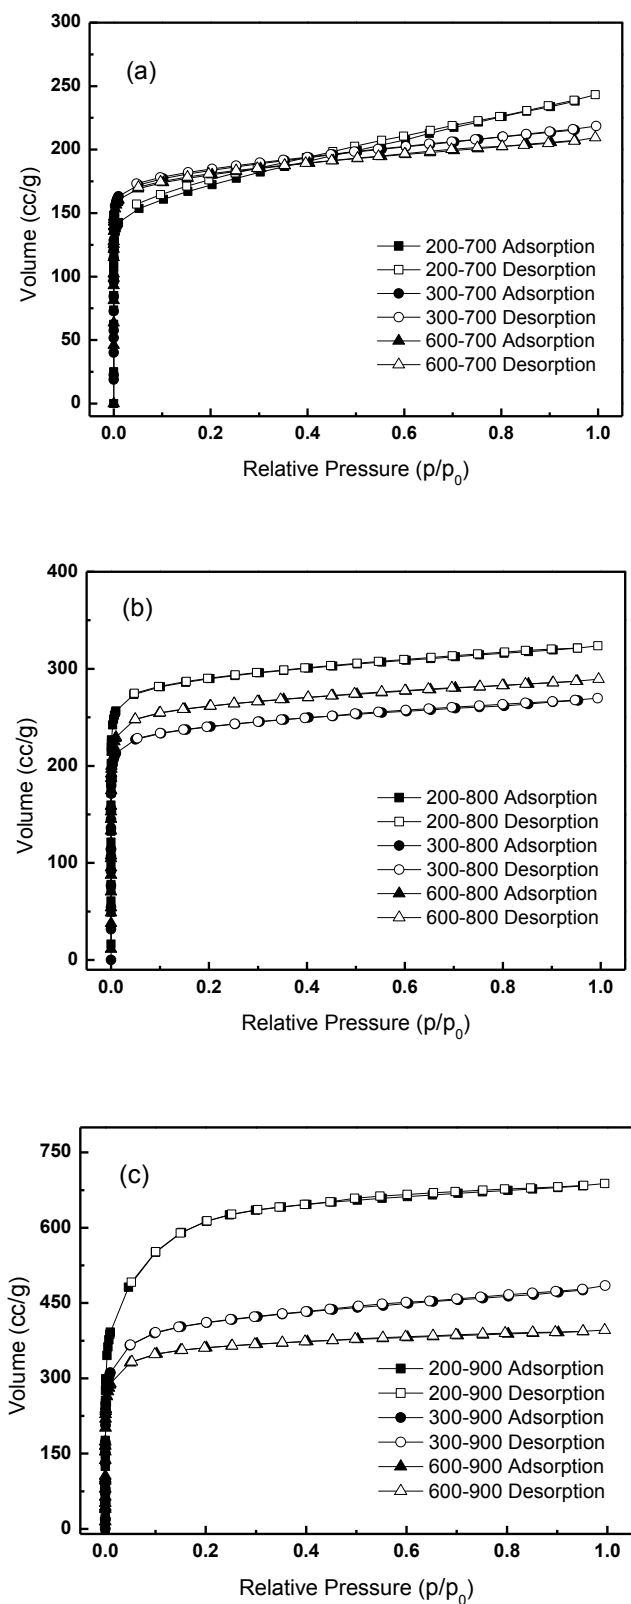 300
250
200
150
100
50
0
Volume (cc/g)
(a)
200-700 Adsorption
200-700 Desorption
300-700 Adsorption
300-700 Desorption
600-700 Adsorption
600-700 Desorption
0.0 0.2 0.4 0.6 0.8 1.0
Relative Pressure (p/p₀)
400
300
200
100
0
Volume (cc/g)
(b)
200-800 Adsorption
200-800 Desorption
300-800 Adsorption
300-800 Desorption
600-800 Adsorption
600-800 Desorption
0.0 0.2 0.4 0.6 0.8 1.0
Relative Pressure (p/p₀)
750
600
450
300
150
0
Volume (cc/g)
(c)
200-900 Adsorption
200-900 Desorption
300-900 Adsorption
300-900 Desorption
600-900 Adsorption
600-900 Desorption
0.0 0.2 0.4 0.6 0.8 1.0
Relative Pressure (p/p₀)